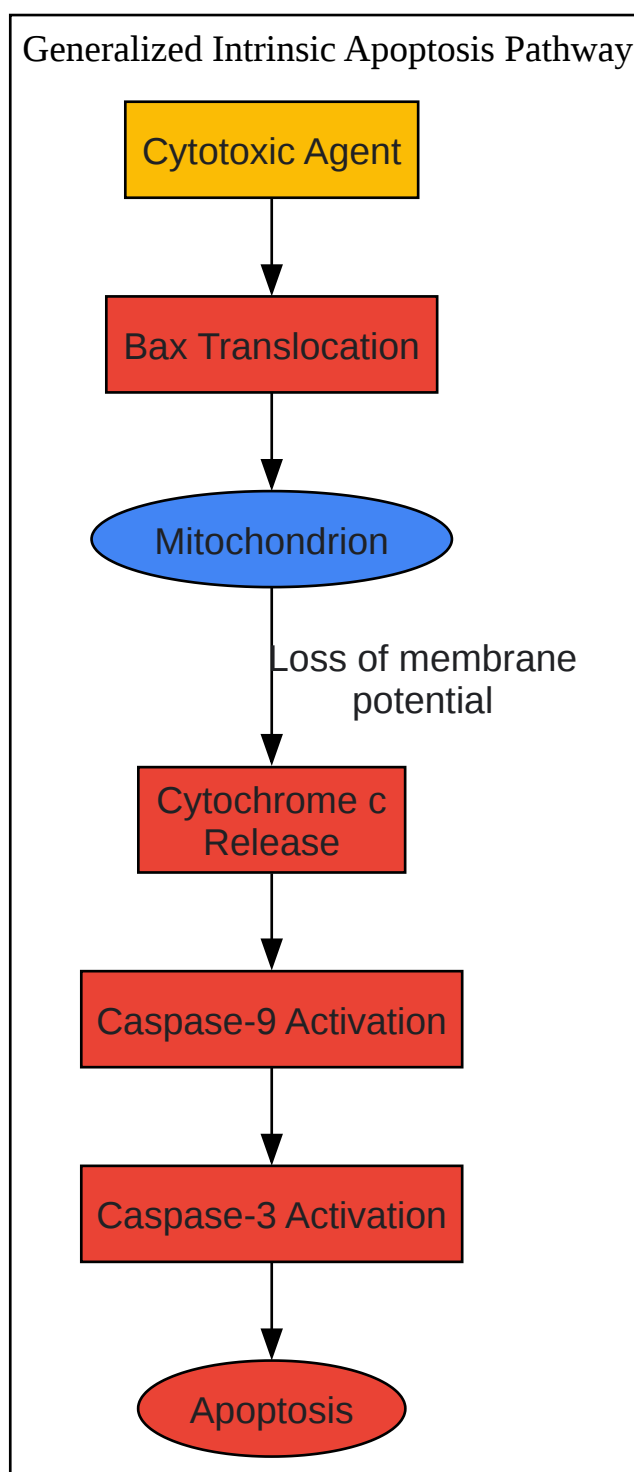 Generalized Intrinsic Apoptosis Pathway
Cytotoxic Agent
Bax Translocation
Mitochondrion
Loss of membrane
potential
Cytochrome c
Release
Caspase-9 Activation
Caspase-3 Activation
Apoptosis